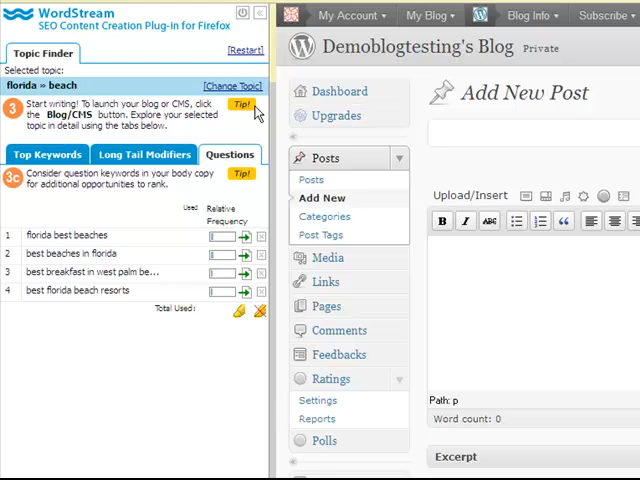 WordStream
SEO Content Creation Plug-in for Firefox
Topic Finder
[Restart]
Selected topic:
florida » beach
[Change Topic]
3
Start writing! To launch your blog or CMS, click
the Blog/CMS button. Explore your selected
topic in detail using the tabs below.
Tip!
Top Keywords
Long Tail Modifiers
Questions
3c
Consider question keywords in your body copy
for additional opportunities to rank.
Tip!
Used
Relative
Frequency
1 florida best beaches
2 best beaches in florida
3 best breakfast in west palm be...
4 best florida beach resorts
Total Used:
My Account
My Blog
Blog Info
Subscribe
Demoblogtesting's Blog
Private
Dashboard
Upgrades
Posts
Posts
Add New
Categories
Post Tags
Media
Links
Pages
Comments
Feedbacks
Ratings
Settings
Reports
Polls
Add New Post
Upload/Insert
B I ABC
Path: p
Word count: 0
Excerpt